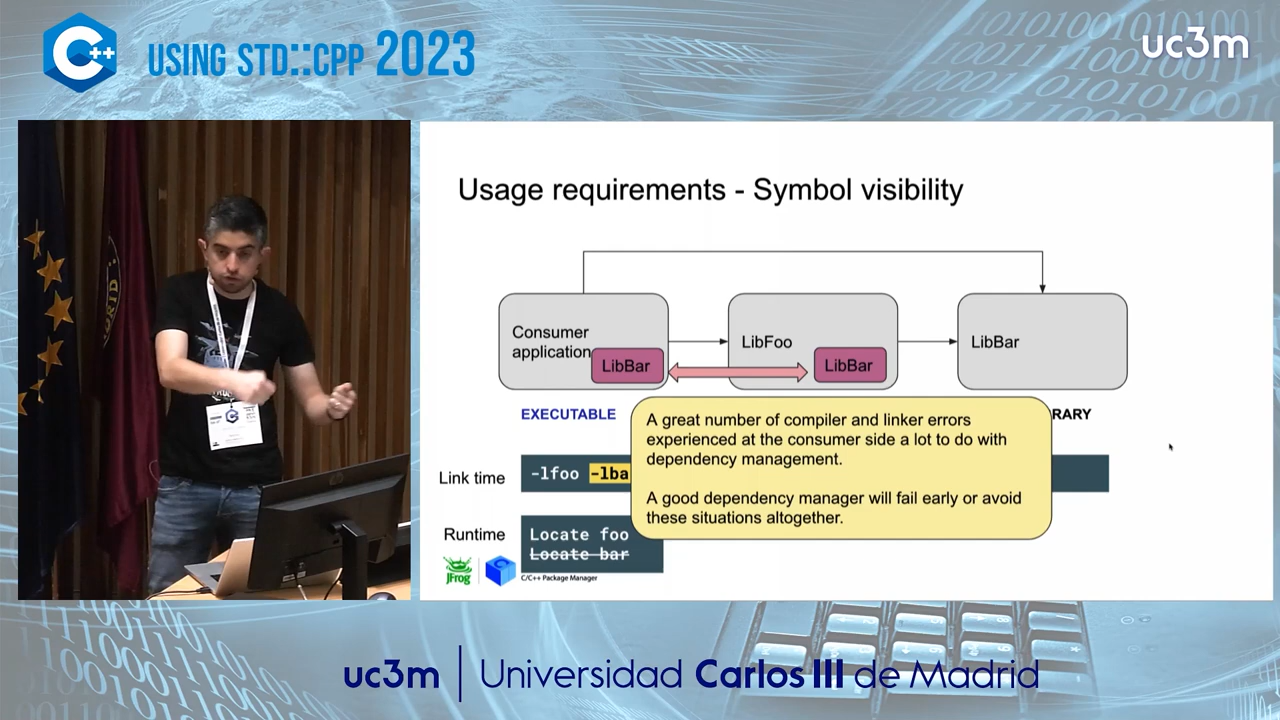 C++
USING STD::CPP 2023
uc3m
Usage requirements - Symbol visibility
Consumer
application
LibBar
LibFoo
LibBar
LibBar
EXECUTABLE
RARY
A great number of compiler and linker errors
experienced at the consumer side a lot to do with
dependency management.
A good dependency manager will fail early or avoid
these situations altogether.
Link time
-lfoo -lba
Runtime
Locate foo
Locate bar
JFrog
C/C++ Package Manager
uc3m | Universidad Carlos III de Madrid